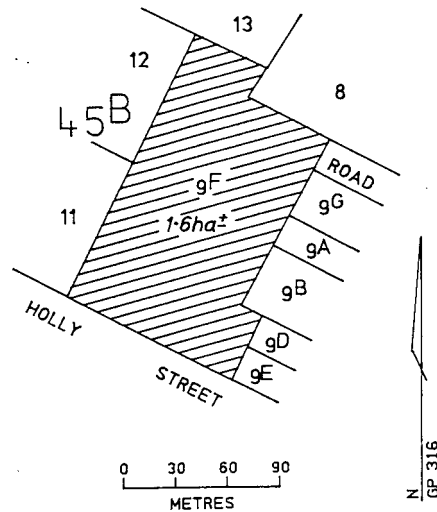 13
12
8
45B
ROAD
9F
9G
1·6ha±
11
9A
9B
HOLLY
9D
STREET
9E
0 30 60 90
METRES
N
GP 316